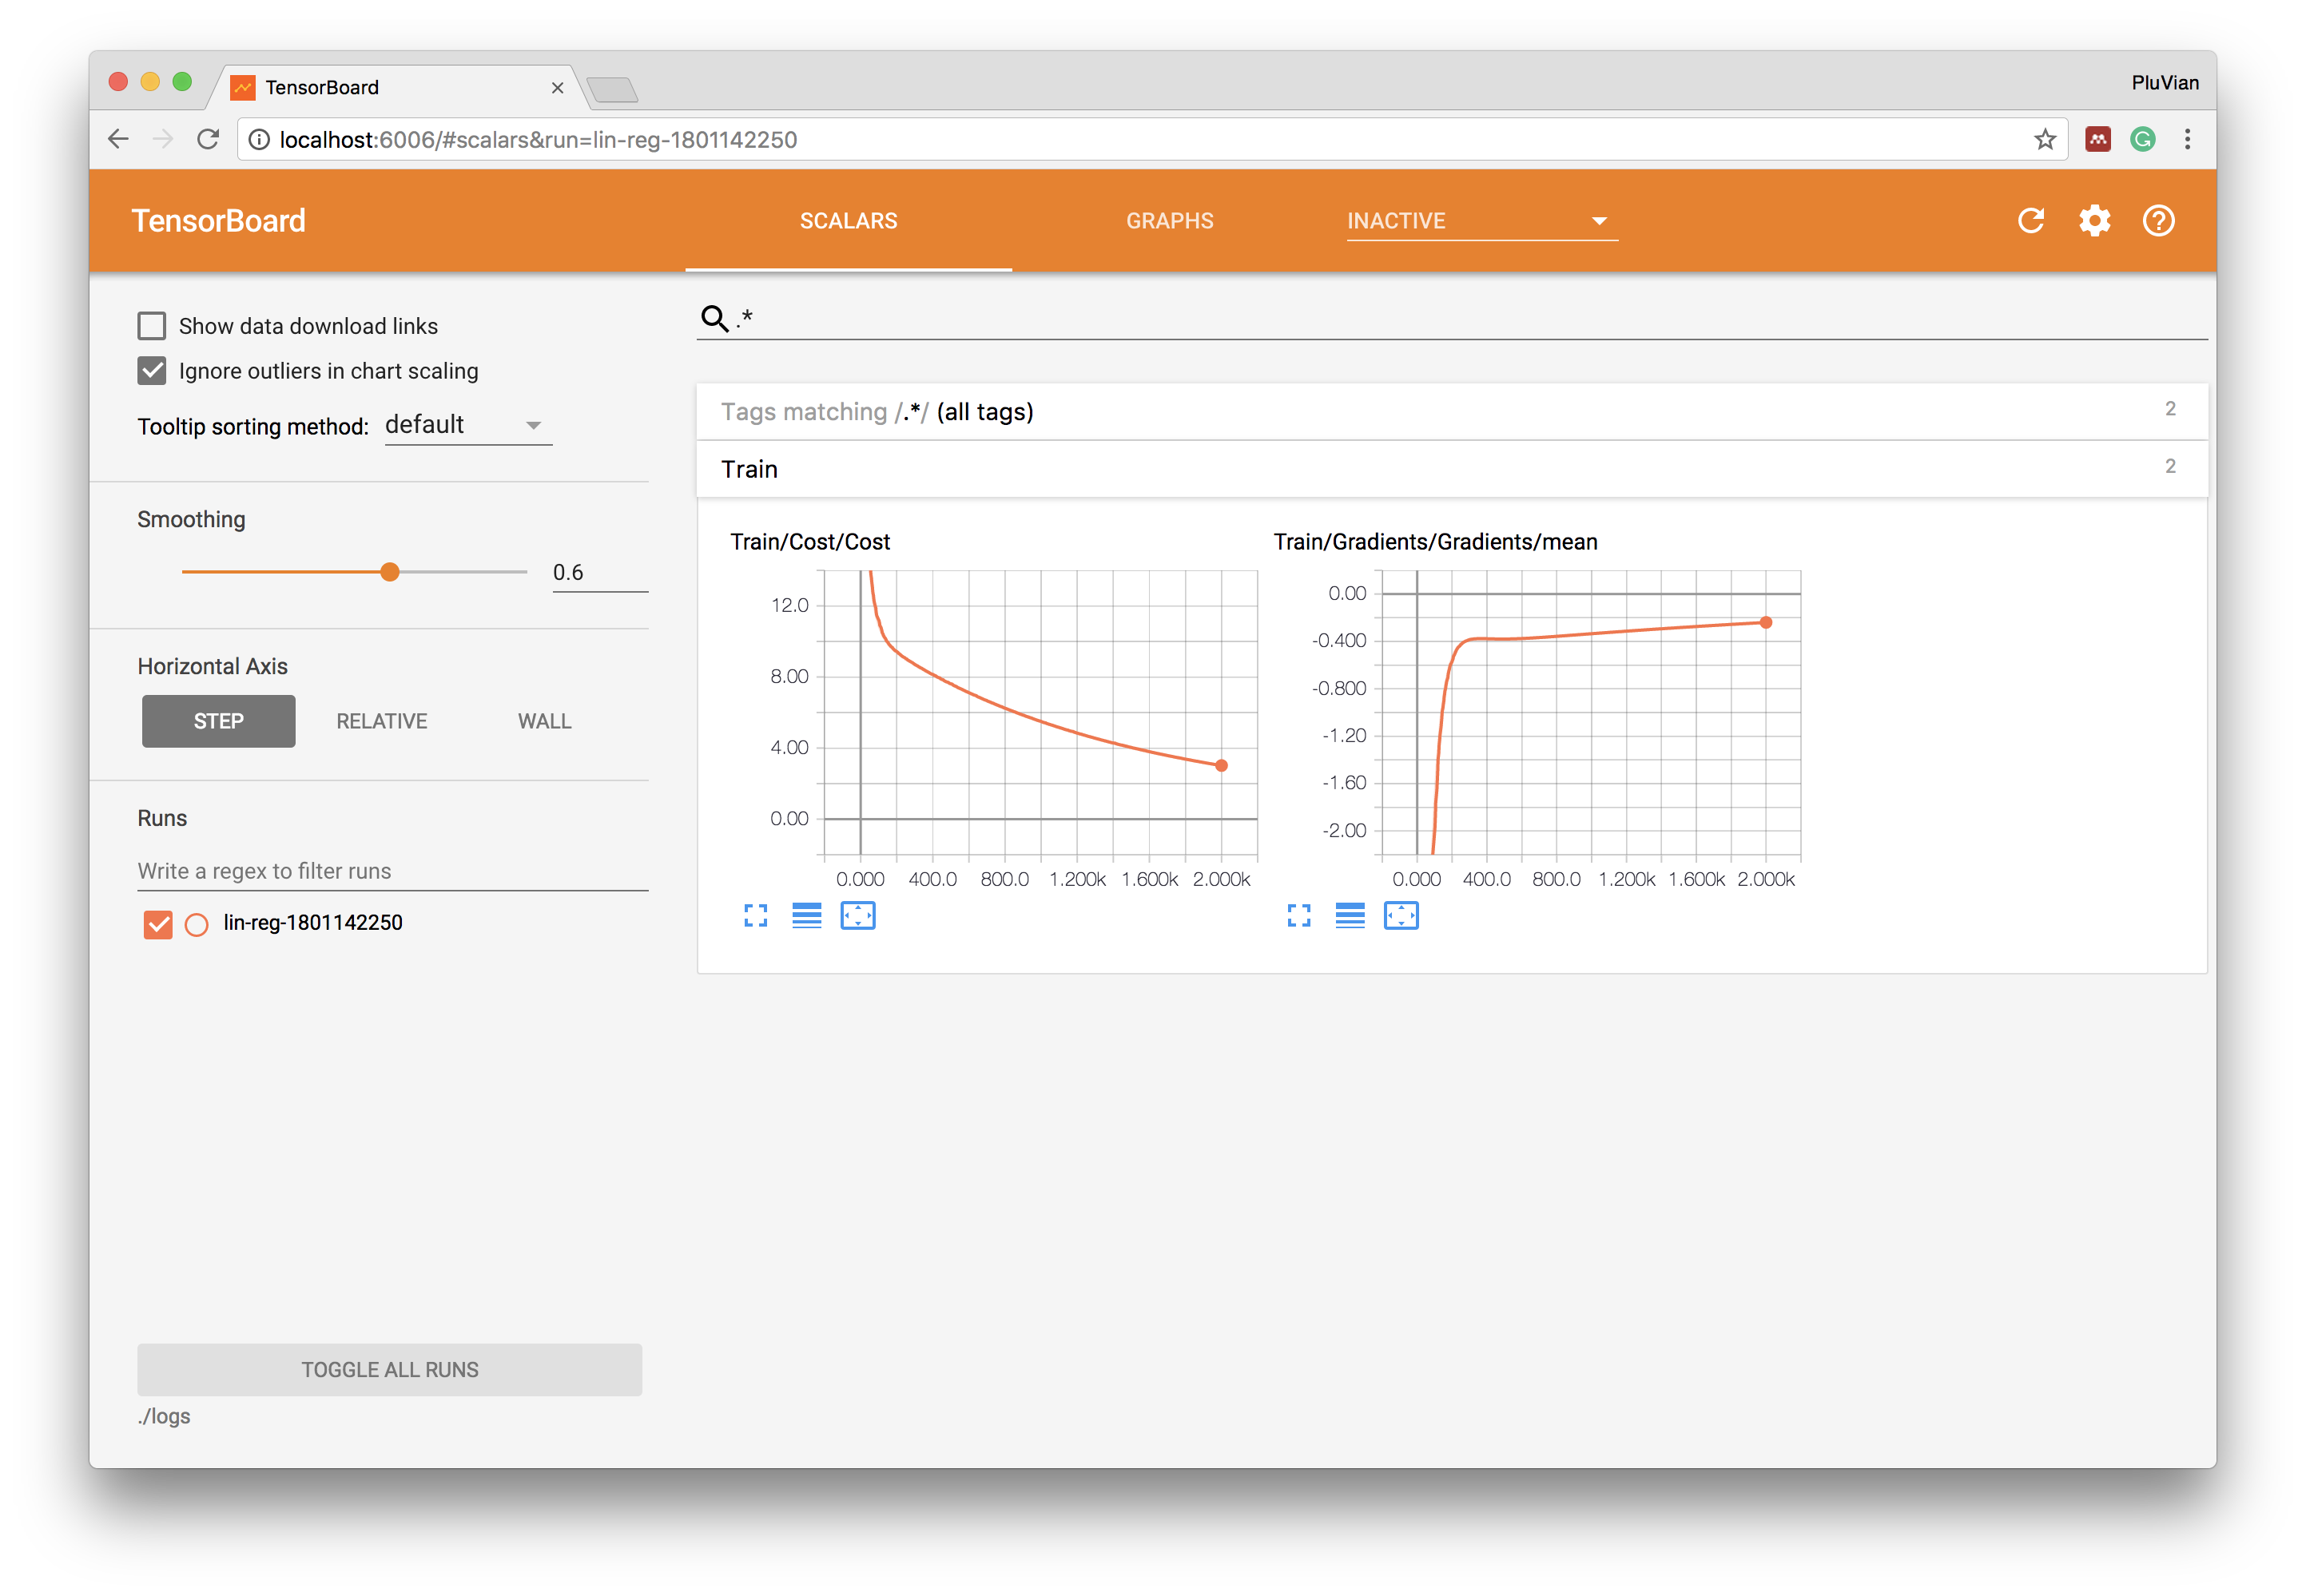 TensorBoard
PluVian
localhost:6006/#scalars&run=lin-reg-1801142250
TensorBoard
SCALARS
GRAPHS
INACTIVE
Show data download links
Ignore outliers in chart scaling
Tooltip sorting method: default
Smoothing
0.6
Horizontal Axis
STEP RELATIVE WALL
Runs
Write a regex to filter runs
lin-reg-1801142250
TOGGLE ALL RUNS
./logs
.*
Tags matching /.*/ (all tags) 2
Train 2
Train/Cost/Cost
12.0
8.00
4.00
0.00
0.000 400.0 800.0 1.200k 1.600k 2.000k
Train/Gradients/Gradients/mean
0.00
-0.400
-0.800
-1.20
-1.60
-2.00
0.000 400.0 800.0 1.200k 1.600k 2.000k